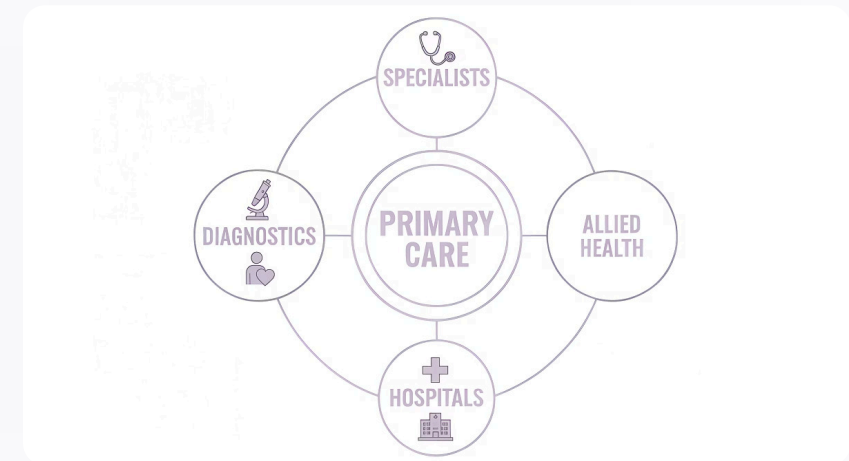 SPECIALISTS
DIAGNOSTICS
PRIMARY
CARE
ALLIED
HEALTH
HOSPITALS